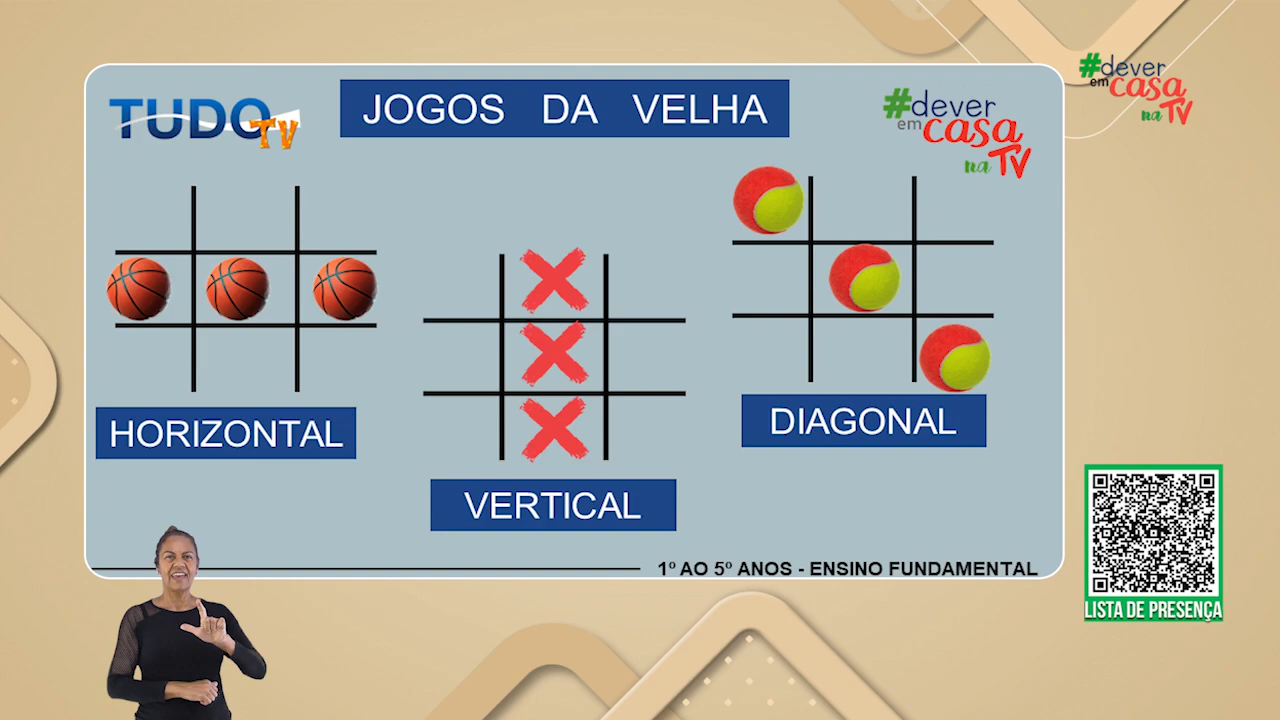 TUDO
TV
JOGOS DA VELHA
#dever
em casa
na TV
#dever
em casa
na TV
HORIZONTAL
VERTICAL
DIAGONAL
1º AO 5º ANOS - ENSINO FUNDAMENTAL
LISTA DE PRESENÇA